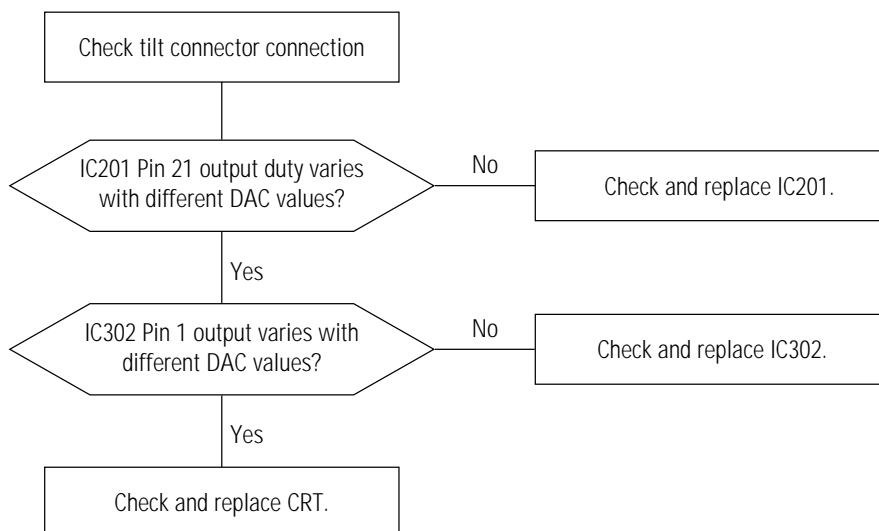 Check tilt connector connection
IC201 Pin 21 output duty varies
with different DAC values?
No
Check and replace IC201.
Yes
IC302 Pin 1 output varies with
different DAC values?
No
Check and replace IC302.
Yes
Check and replace CRT.